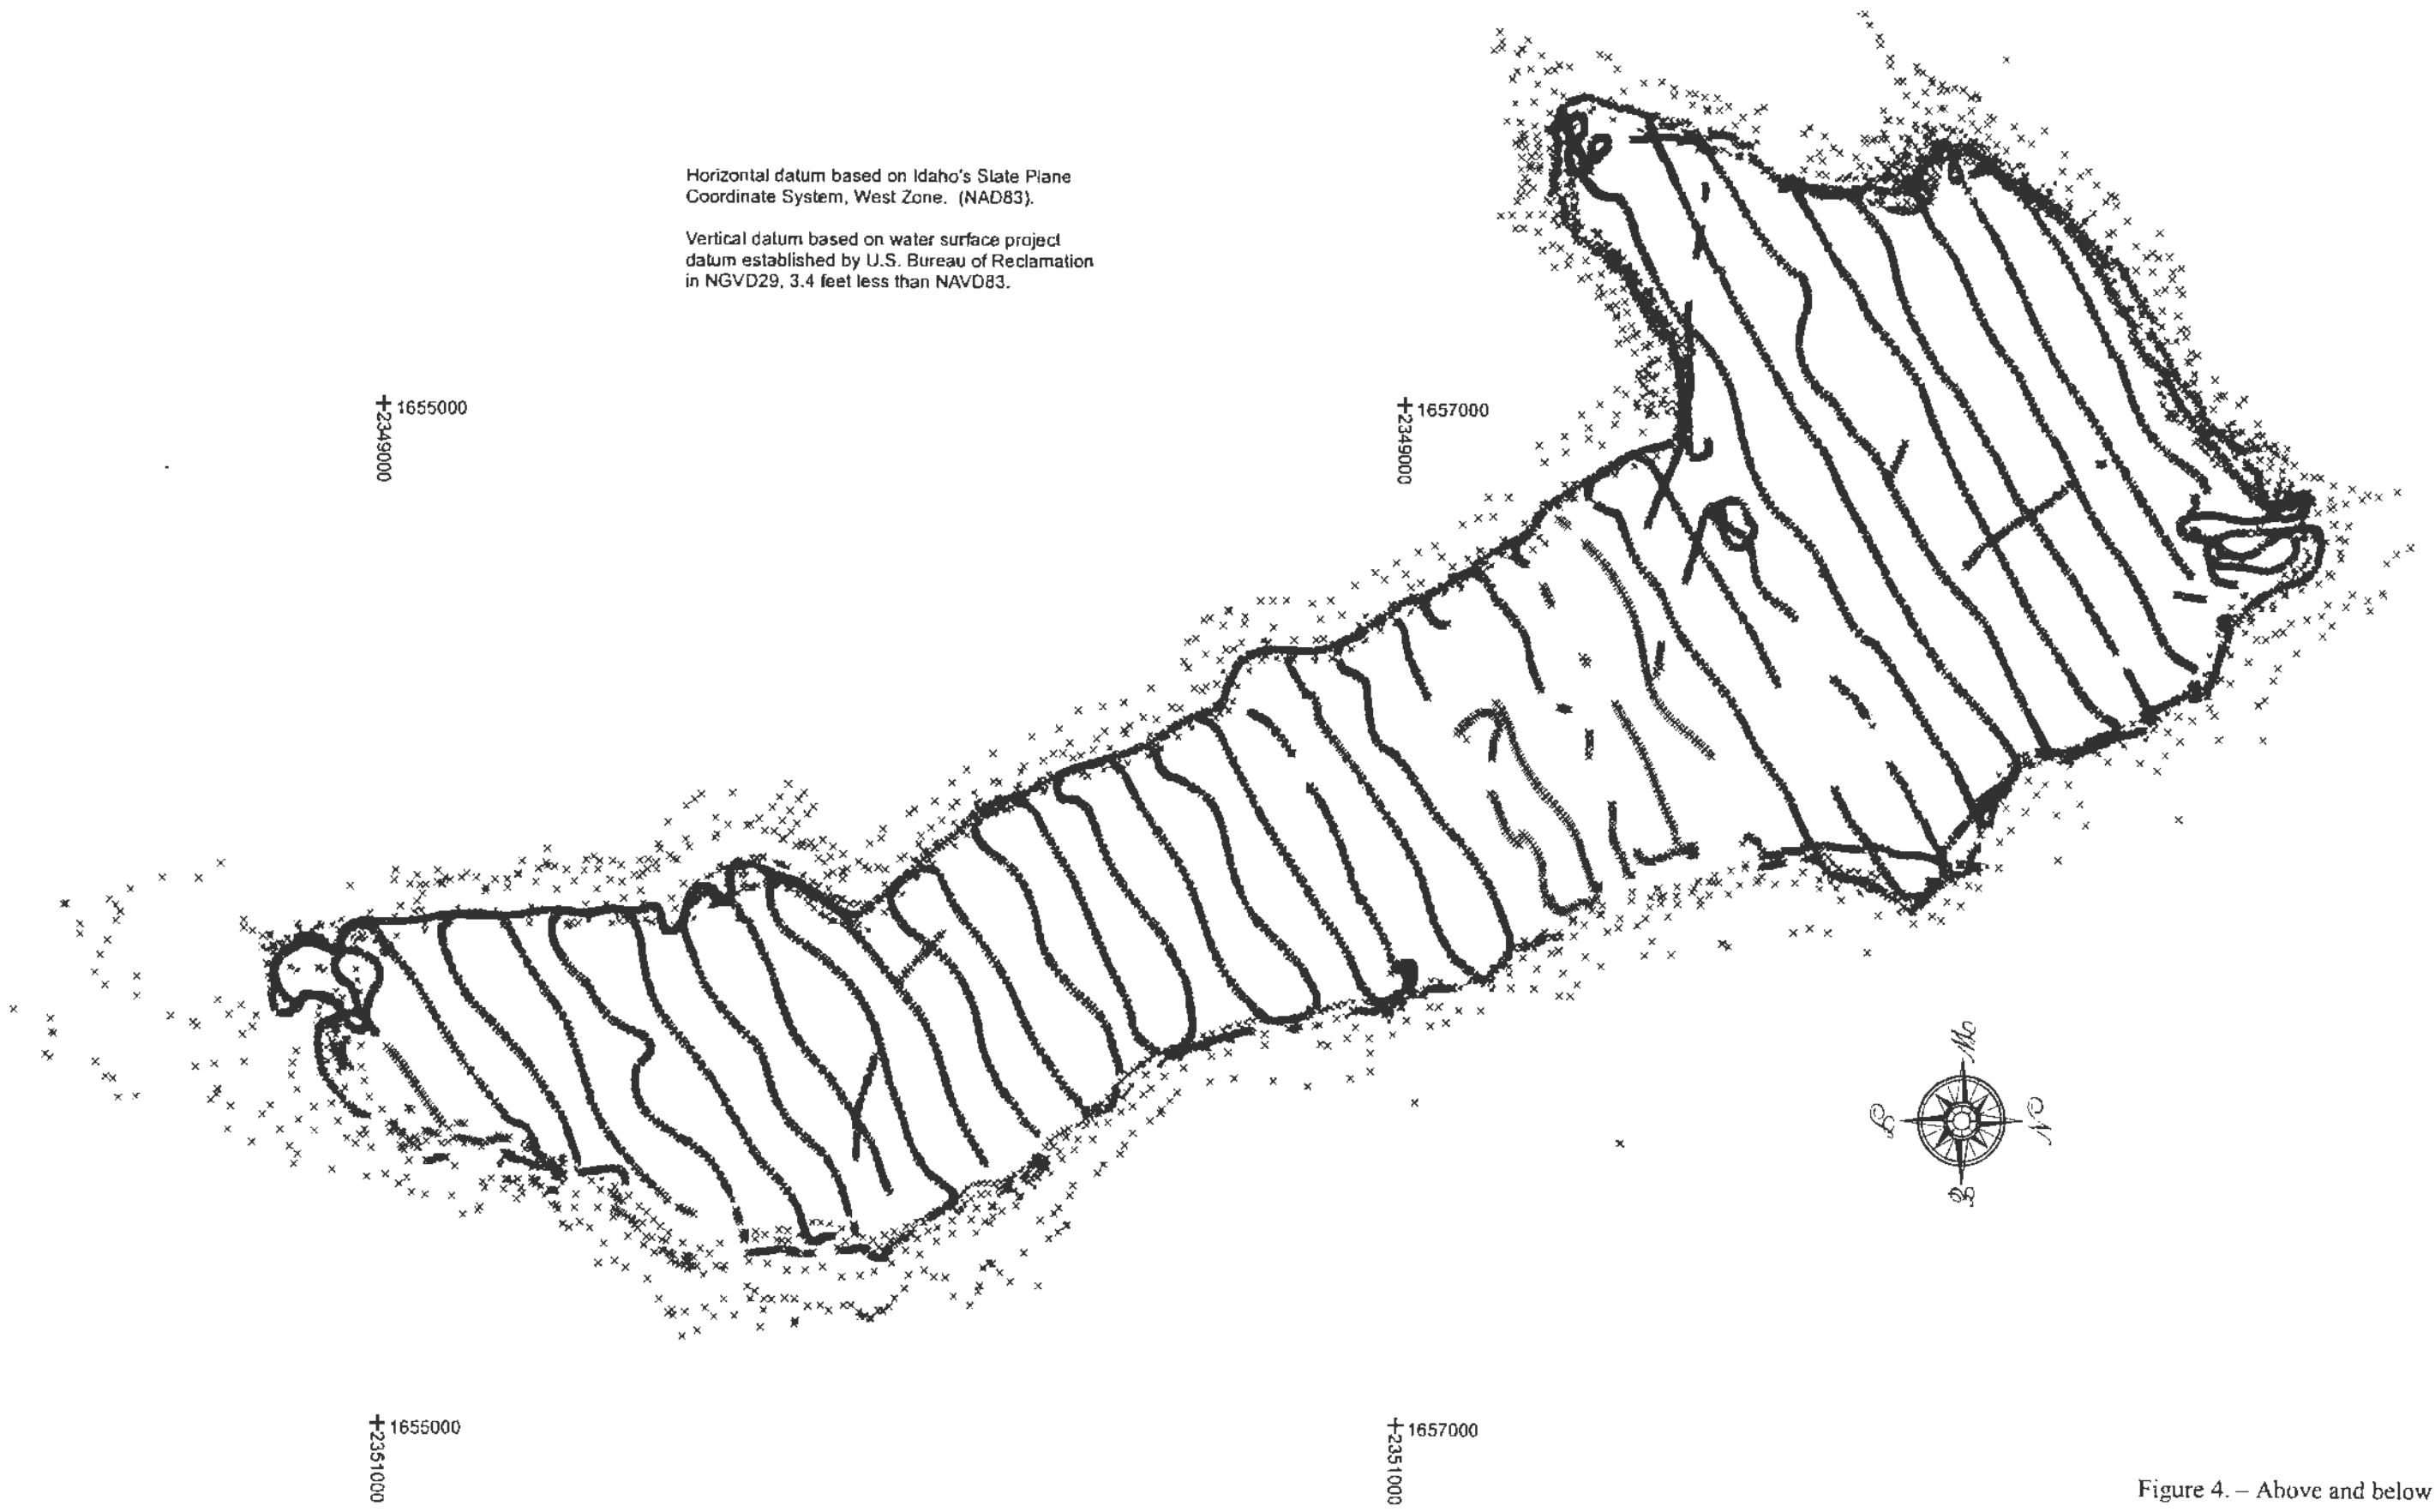 Horizontal datum based on Idaho's State Plane
Coordinate System, West Zone. (NAD83).
Vertical datum based on water surface project
datum established by U.S. Bureau of Reclamation
in NGVD29, 3.4 feet less than NAVD83.
1655000
2349000
1657000
2349000
1655000
2351000
1657000
2351000
Figure 4. – Above and below